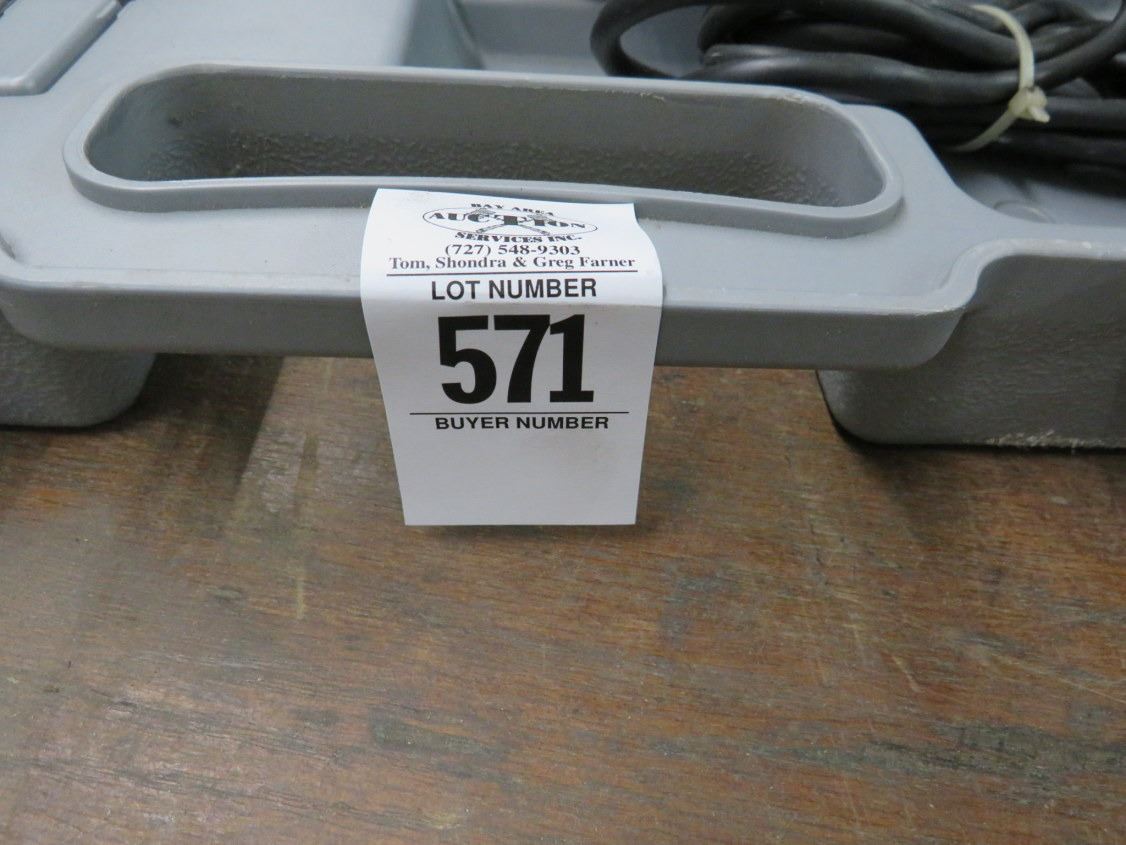 BAY AREA
AUCTION
SERVICES INC.
(727) 548-9303
Tom, Shondra & Greg Farner
LOT NUMBER
571
BUYER NUMBER